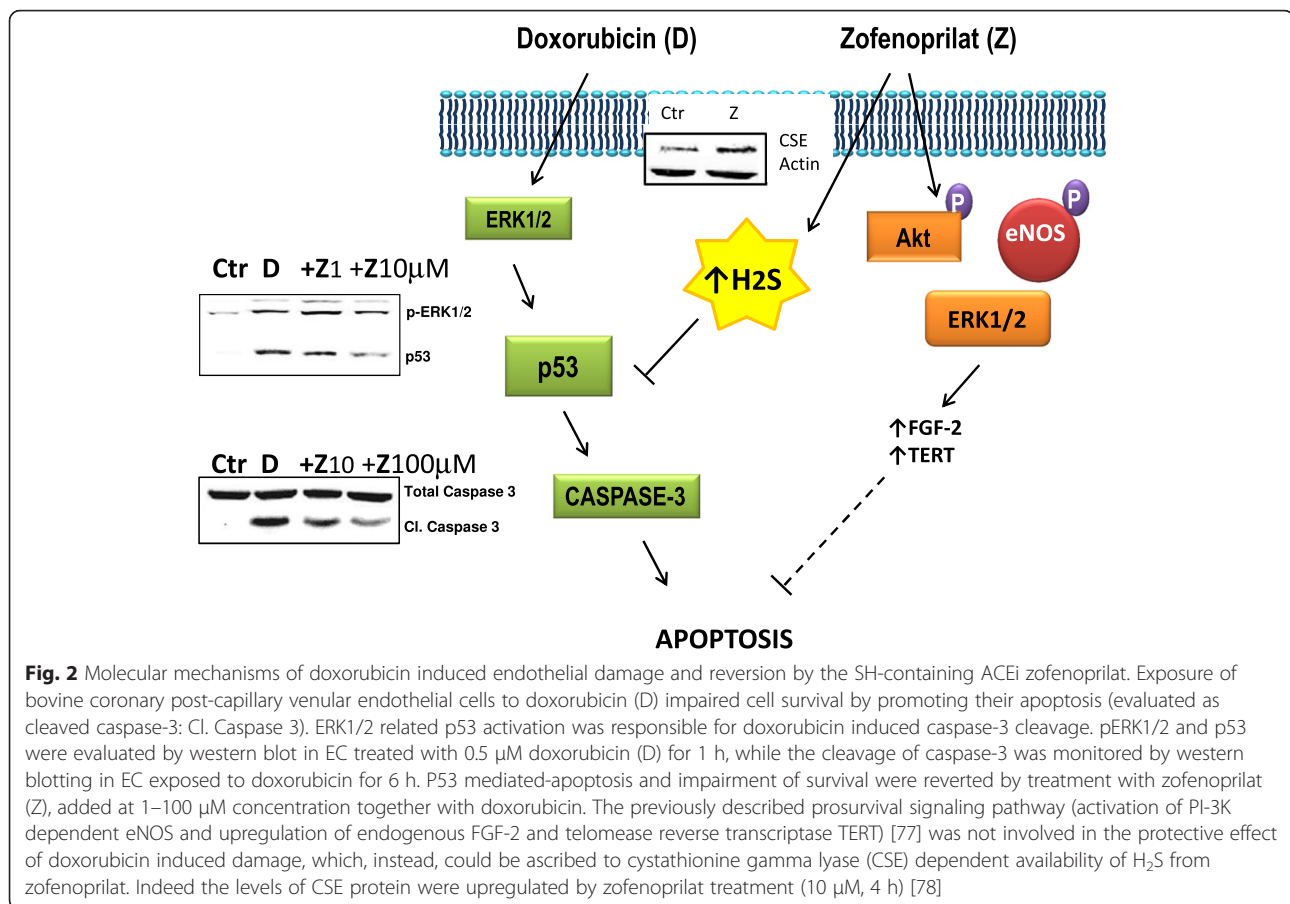 Doxorubicin (D) Zofenoprilat (Z)
Ctr Z
CSE
Actin
P
P
ERK1/2
Akt
eNOS
↑H2S
Ctr D +Z1 +Z10µM
p-ERK1/2
p53
ERK1/2
p53
↑FGF-2
↑TERT
Ctr D +Z10 +Z100µM
Total Caspase 3
Cl. Caspase 3
CASPASE-3
APOPTOSIS
Fig. 2 Molecular mechanisms of doxorubicin induced endothelial damage and reversion by the SH-containing ACEi zofenoprilat. Exposure of
bovine coronary post-capillary venular endothelial cells to doxorubicin (D) impaired cell survival by promoting their apoptosis (evaluated as
cleaved caspase-3: Cl. Caspase 3). ERK1/2 related p53 activation was responsible for doxorubicin induced caspase-3 cleavage. pERK1/2 and p53
were evaluated by western blot in EC treated with 0.5 µM doxorubicin (D) for 1 h, while the cleavage of caspase-3 was monitored by western
blotting in EC exposed to doxorubicin for 6 h. P53 mediated-apoptosis and impairment of survival were reverted by treatment with zofenoprilat
(Z), added at 1–100 µM concentration together with doxorubicin. The previously described prosurvival signaling pathway (activation of PI-3K
dependent eNOS and upregulation of endogenous FGF-2 and telomease reverse transcriptase TERT) [77] was not involved in the protective effect
of doxorubicin induced damage, which, instead, could be ascribed to cystathionine gamma lyase (CSE) dependent availability of H₂S from
zofenoprilat. Indeed the levels of CSE protein were upregulated by zofenoprilat treatment (10 µM, 4 h) [78]